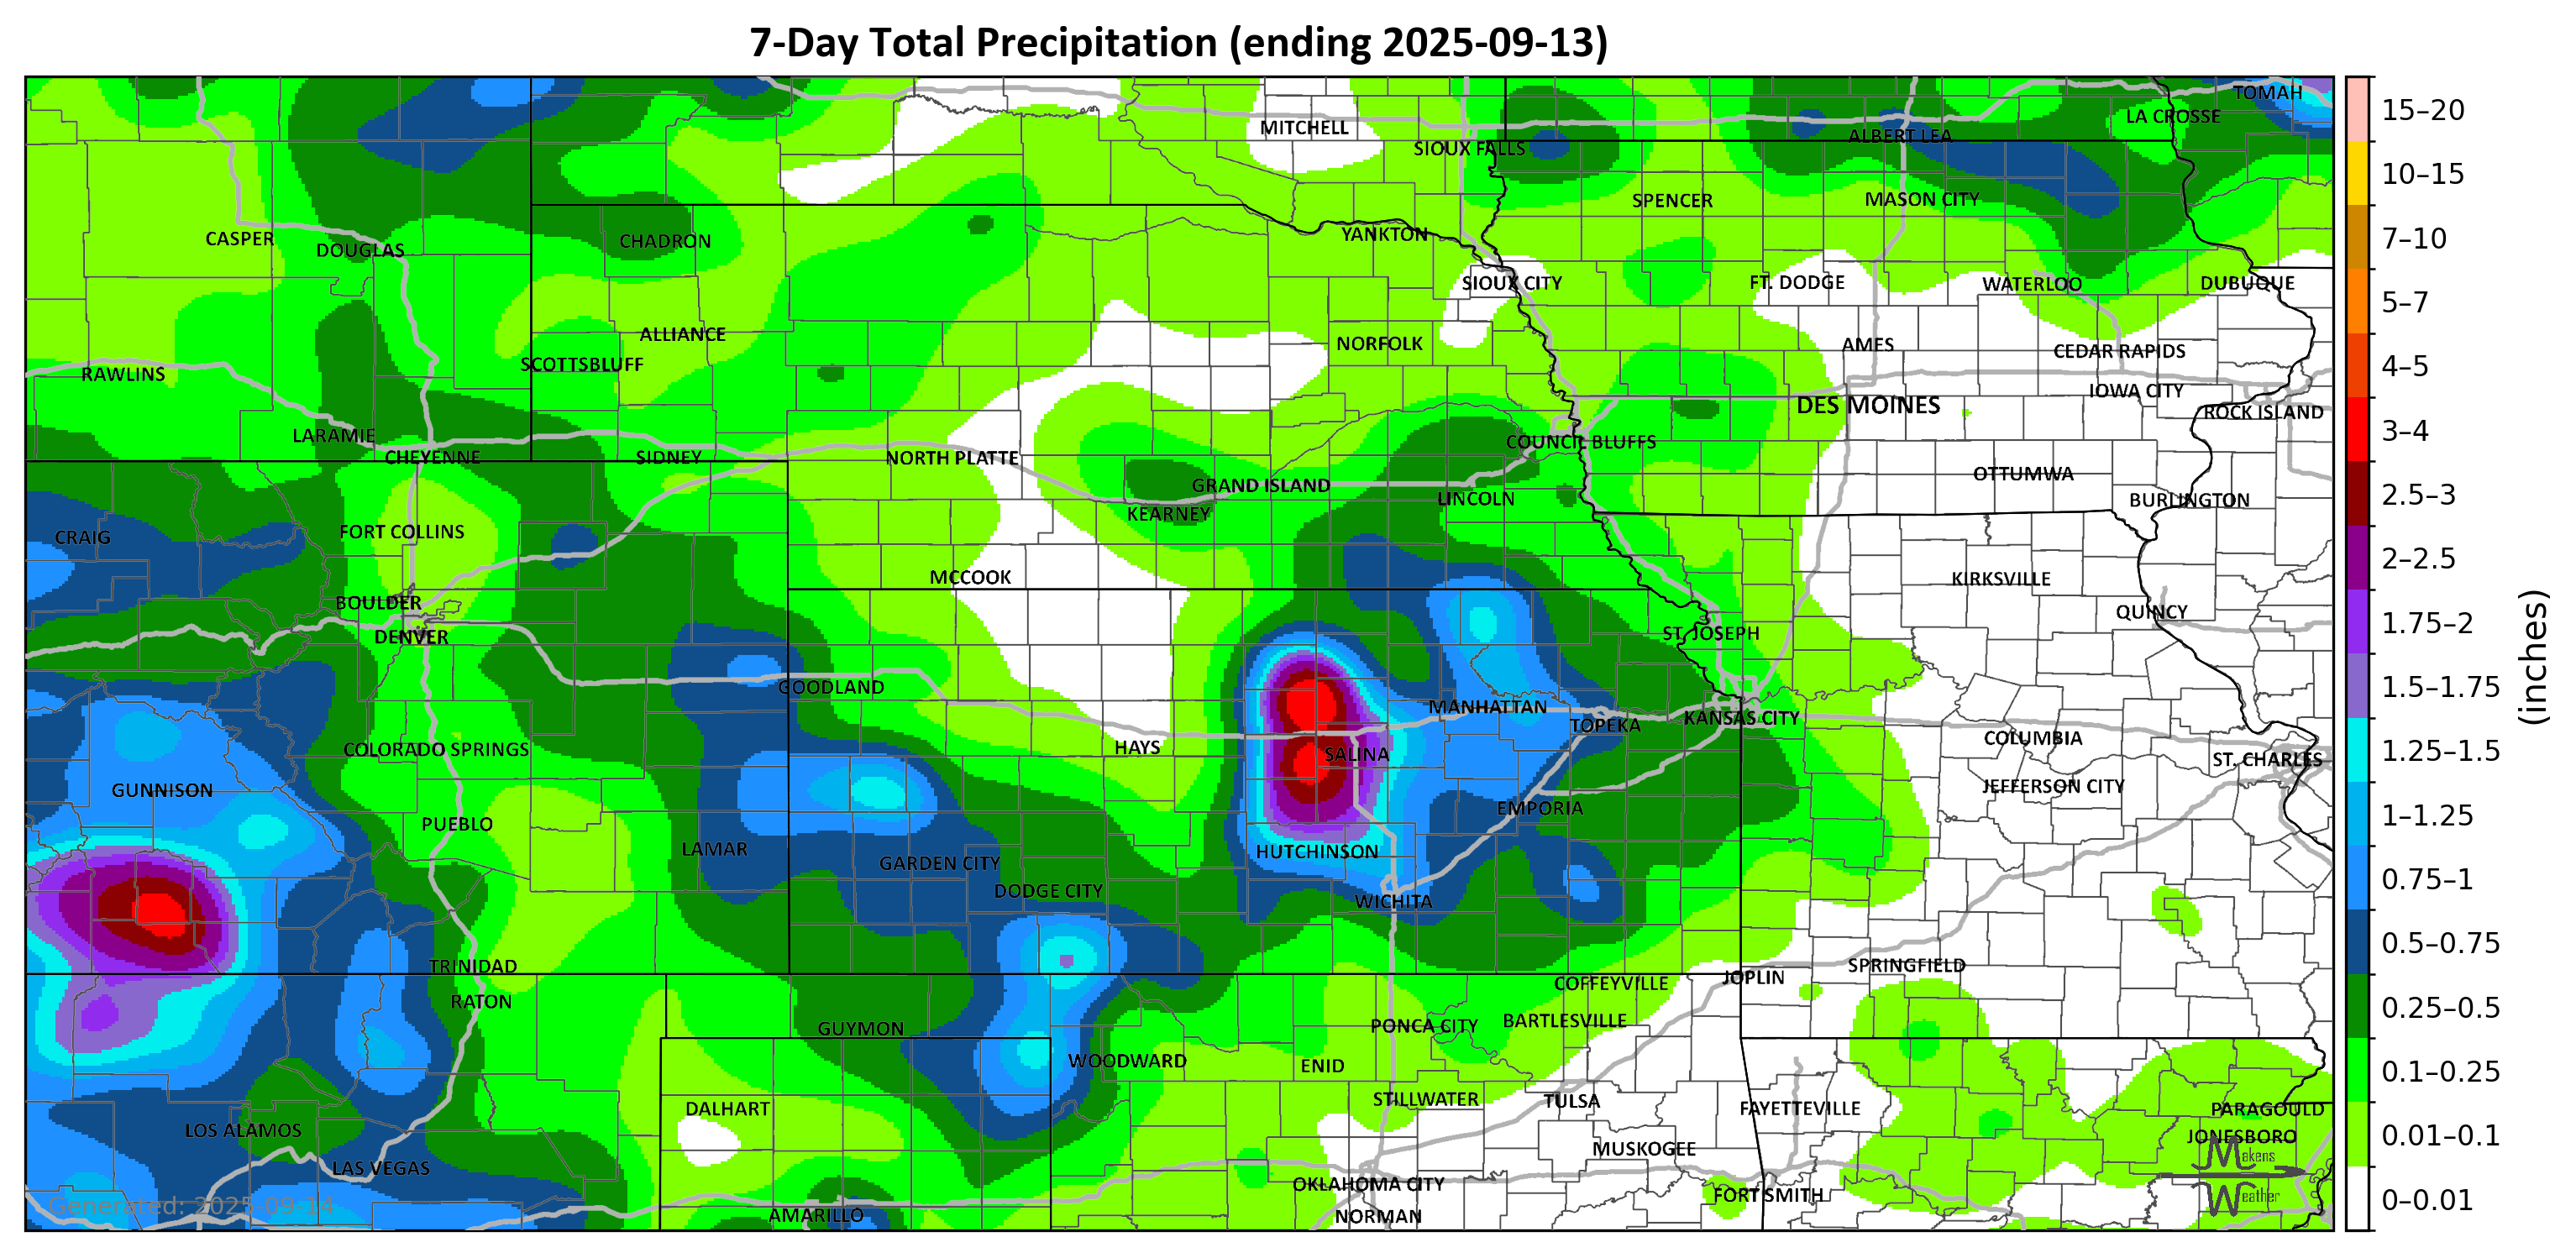 7-Day Total Precipitation (ending 2025-09-13)
TOMAH
LA CROSSE
MITCHELL
ALBERT LEA
SIOUX FALLS
SPENCER
MASON CITY
CASPER
DOUGLAS
CHADRON
YANKTON
SIOUX CITY
FT. DODGE
WATERLOO
DUBUQUE
ALLIANCE
NORFOLK
AMES
CEDAR RAPIDS
SCOTTSBLUFF
RAWLINS
IOWA CITY
DES MOINES
ROCK ISLAND
LARAMIE
COUNCIL BLUFFS
CHEYENNE
SIDNEY
NORTH PLATTE
OTTUMWA
GRAND ISLAND
LINCOLN
BURLINGTON
KEARNEY
CRAIG
FORT COLLINS
MCCOOK
KIRKSVILLE
BOULDER
QUINCY
DENVER
ST. JOSEPH
GOODLAND
MANHATTAN
TOPEKA
KANSAS CITY
COLUMBIA
COLORADO SPRINGS
HAYS
SALINA
ST. CHARLES
GUNNISON
JEFFERSON CITY
EMPORIA
PUEBLO
LAMAR
HUTCHINSON
GARDEN CITY
DODGE CITY
WICHITA
TRINIDAD
SPRINGFIELD
JOPLIN
COFFEYVILLE
RATON
GUYMON
PONCA CITY
BARTLESVILLE
WOODWARD
ENID
DALHART
STILLWATER
TULSA
FAYETTEVILLE
PARAGOULD
LOS ALAMOS
JONESBORO
MUSKOGEE
LAS VEGAS
OKLAHOMA CITY
FORT SMITH
AMARILLO
NORMAN
Generated: 2025-09-14
Makens
Weather
15–20
10–15
7–10
5–7
4–5
3–4
2.5–3
2–2.5
1.75–2
1.5–1.75
1.25–1.5
1–1.25
0.75–1
0.5–0.75
0.25–0.5
0.1–0.25
0.01–0.1
0–0.01
(inches)